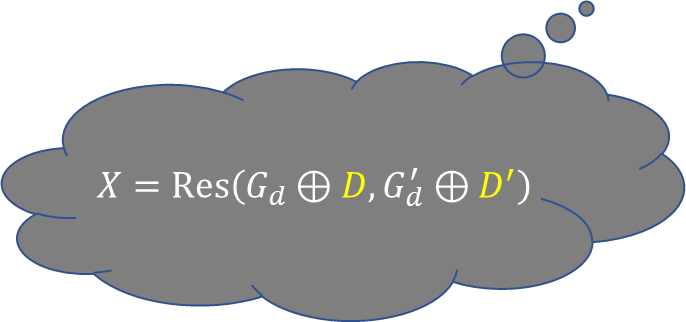 X = Res(G_d ⊕ D, G′_d ⊕ D′)